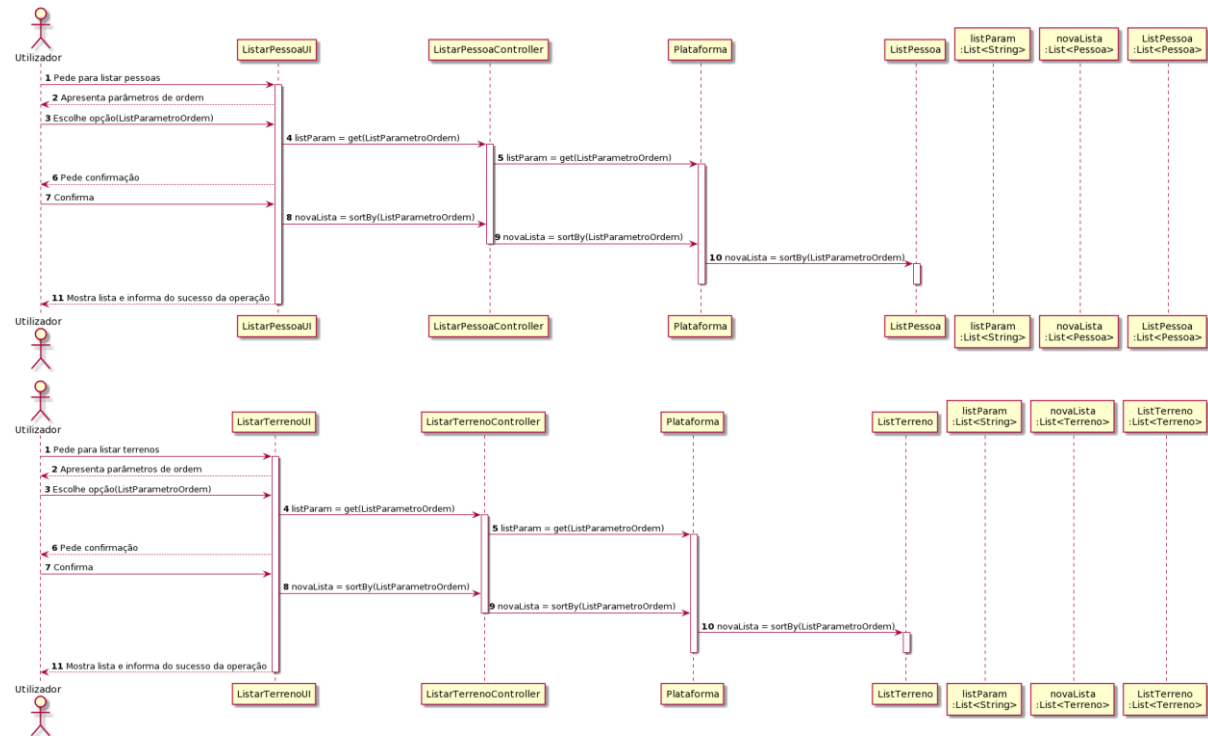 Utilizador
ListarPessoaUI
ListarPessoaController
Plataforma
ListPessoa
listParam
:List<String>
novaLista
:List<Pessoa>
ListPessoa
:List<Pessoa>
1 Pede para listar pessoas
2 Apresenta parâmetros de ordem
3 Escolhe opção(ListParametroOrdem)
4 listParam = get(ListParametroOrdem)
5 listParam = get(ListParametroOrdem)
6 Pede confirmação
7 Confirma
8 novaLista = sortBy(ListParametroOrdem)
9 novaLista = sortBy(ListParametroOrdem)
10 novaLista = sortBy(ListParametroOrdem)
11 Mostra lista e informa do sucesso da operação
Utilizador
ListarPessoaUI
ListarPessoaController
Plataforma
ListPessoa
listParam
:List<String>
novaLista
:List<Pessoa>
ListPessoa
:List<Pessoa>
Utilizador
ListarTerrenoUI
ListarTerrenoController
Plataforma
ListTerreno
listParam
:List<String>
novaLista
:List<Terreno>
ListTerreno
:List<Terreno>
1 Pede para listar terrenos
2 Apresenta parâmetros de ordem
3 Escolhe opção(ListParametroOrdem)
4 listParam = get(ListParametroOrdem)
5 listParam = get(ListParametroOrdem)
6 Pede confirmação
7 Confirma
8 novaLista = sortBy(ListParametroOrdem)
9 novaLista = sortBy(ListParametroOrdem)
10 novaLista = sortBy(ListParametroOrdem)
11 Mostra lista e informa do sucesso da operação
Utilizador
ListarTerrenoUI
ListarTerrenoController
Plataforma
ListTerreno
listParam
:List<String>
novaLista
:List<Terreno>
ListTerreno
:List<Terreno>